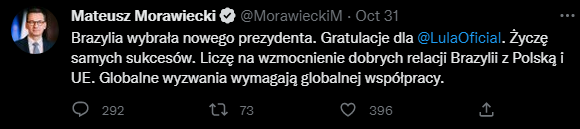 Mateusz Morawiecki @MorawieckiM · Oct 31
Brazylia wybrała nowego prezydenta. Gratulacje dla @LulaOficial. Życzę
samych sukcesów. Liczę na wzmocnienie dobrych relacji Brazylii z Polską i
UE. Globalne wyzwania wymagają globalnej współpracy.
292 73 396